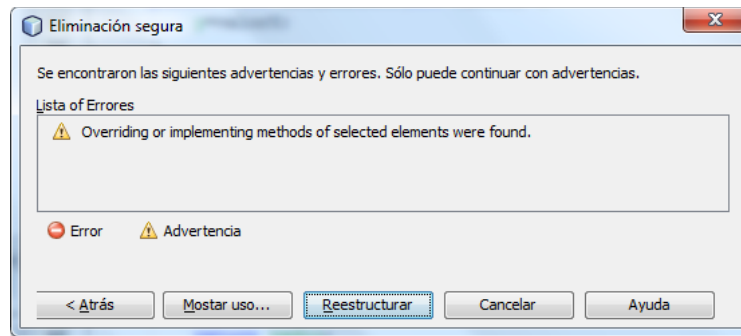 Eliminación segura
Se encontraron las siguientes advertencias y errores. Sólo puede continuar con advertencias.
Lista of Errores
Overriding or implementing methods of selected elements were found.
Error Advertencia
< Atrás Mostar uso... Reestructurar Cancelar Ayuda